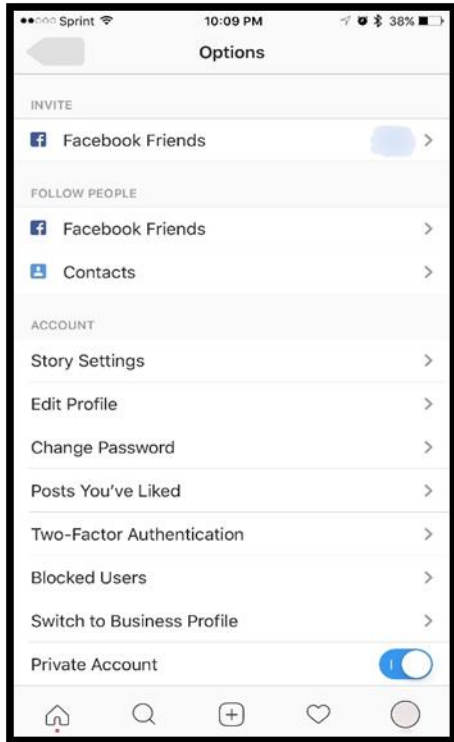 Sprint 10:09 PM 38%
Options
INVITE
Facebook Friends
FOLLOW PEOPLE
Facebook Friends
Contacts
ACCOUNT
Story Settings
Edit Profile
Change Password
Posts You've Liked
Two-Factor Authentication
Blocked Users
Switch to Business Profile
Private Account